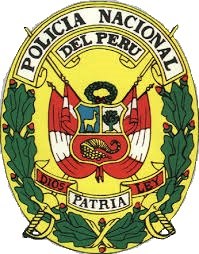 POLICIA NACIONAL
DEL PERU
DIOS
PATRIA
LEY